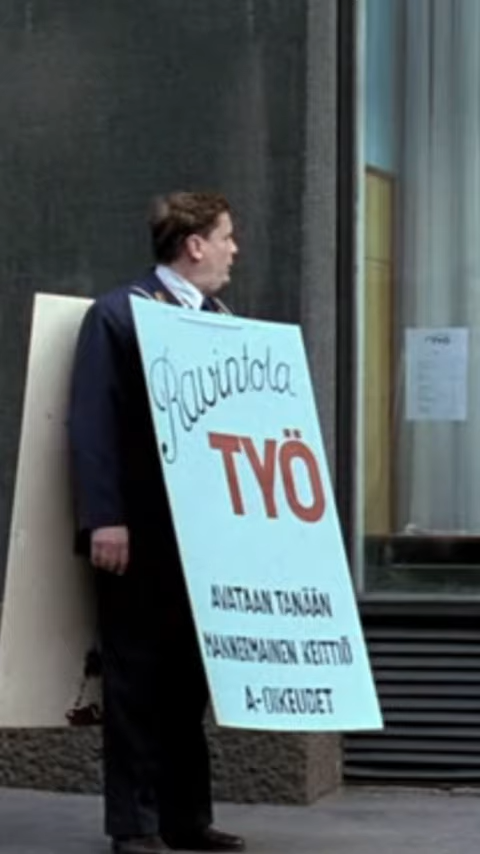 Ravintola
TYÖ
AVATAAN TÄNÄÄN
MANNERMAINEN KEITTIÖ
A-OIKEUDET
TYÖ